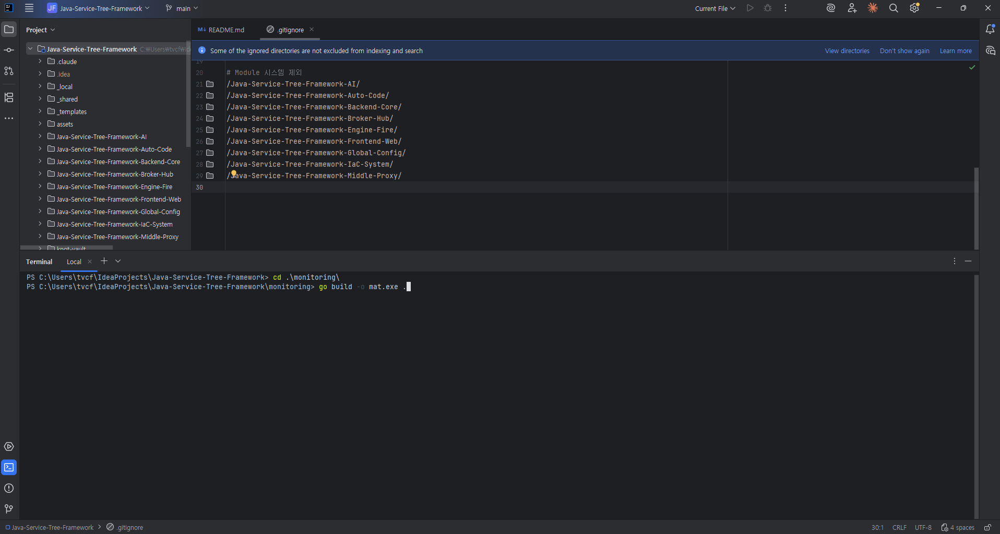 JF Java-Service-Tree-Framework main Current File
Project
README.md .gitignore
Java-Service-Tree-Framework C:\Users\tvcf\Ide
Some of the ignored directories are not excluded from indexing and search View directories Don't show again Learn more
.claude
.idea
_local
_shared
_templates
assets
Java-Service-Tree-Framework-AI
Java-Service-Tree-Framework-Auto-Code
Java-Service-Tree-Framework-Backend-Core
Java-Service-Tree-Framework-Broker-Hub
Java-Service-Tree-Framework-Engine-Fire
Java-Service-Tree-Framework-Frontend-Web
Java-Service-Tree-Framework-Global-Config
Java-Service-Tree-Framework-IaC-System
Java-Service-Tree-Framework-Middle-Proxy
knot-vault
19
20 # Module 시스템 제외
21 /Java-Service-Tree-Framework-AI/
22 /Java-Service-Tree-Framework-Auto-Code/
23 /Java-Service-Tree-Framework-Backend-Core/
24 /Java-Service-Tree-Framework-Broker-Hub/
25 /Java-Service-Tree-Framework-Engine-Fire/
26 /Java-Service-Tree-Framework-Frontend-Web/
27 /Java-Service-Tree-Framework-Global-Config/
28 /Java-Service-Tree-Framework-IaC-System/
29 /Java-Service-Tree-Framework-Middle-Proxy/
30
Terminal Local
PS C:\Users\tvcf\IdeaProjects\Java-Service-Tree-Framework> cd .\monitoring\
PS C:\Users\tvcf\IdeaProjects\Java-Service-Tree-Framework\monitoring> go build -o mat.exe .
Java-Service-Tree-Framework > .gitignore 30:1 CRLF UTF-8 4 spaces